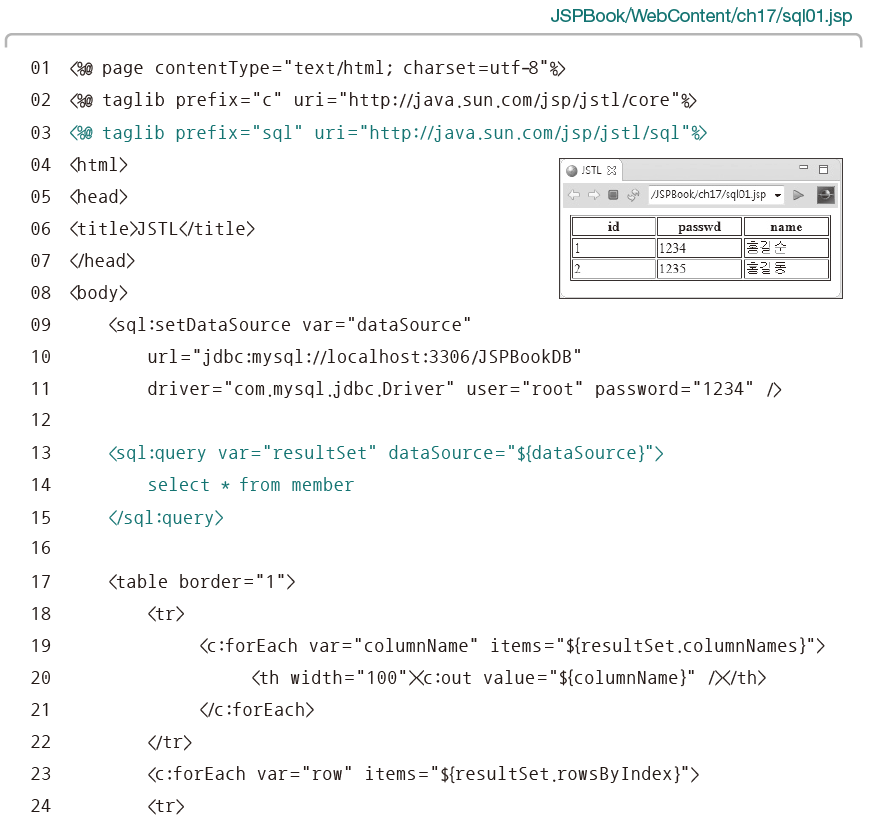 JSPBook/WebContent/ch17/sql01.jsp
01 <%@ page contentType="text/html; charset=utf-8"%>
02 <%@ taglib prefix="c" uri="http://java.sun.com/jsp/jstl/core"%>
03 <%@ taglib prefix="sql" uri="http://java.sun.com/jsp/jstl/sql"%>
04 <html>
05 <head>
06 <title>JSTL</title>
07 </head>
08 <body>
JSTL
/JSPBook/ch17/sql01.jsp
id passwd name
1 1234 홍길순
2 1235 홍길동
09 <sql:setDataSource var="dataSource"
10 url="jdbc:mysql://localhost:3306/JSPBookDB"
11 driver="com.mysql.jdbc.Driver" user="root" password="1234" />
12
13 <sql:query var="resultSet" dataSource="${dataSource}">
14 select * from member
15 </sql:query>
16
17 <table border="1">
18 <tr>
19 <c:forEach var="columnName" items="${resultSet.columnNames}">
20 <th width="100"><c:out value="${columnName}" /></th>
21 </c:forEach>
22 </tr>
23 <c:forEach var="row" items="${resultSet.rowsByIndex}">
24 <tr>